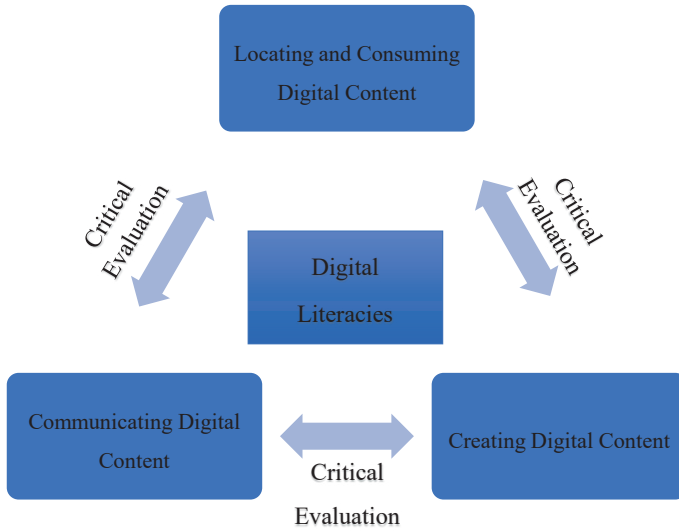 Locating and Consuming
Digital Content
Critical
Evaluation
Critical
Evaluation
Digital
Literacies
Communicating Digital
Content
Creating Digital Content
Critical
Evaluation